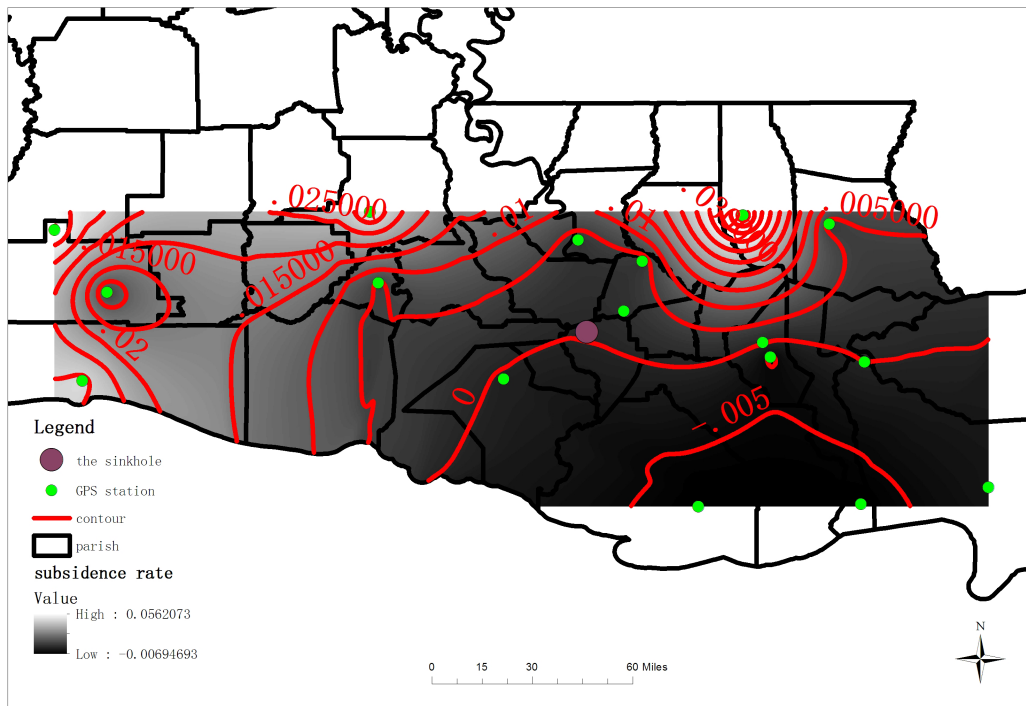 .025000
.01
.01
.005000
.015000
.015000
.02
0
-.005
Legend
the sinkhole
GPS station
contour
parish
subsidence rate
Value
High : 0.0562073
Low : -0.00694693
0 15 30 60 Miles
N